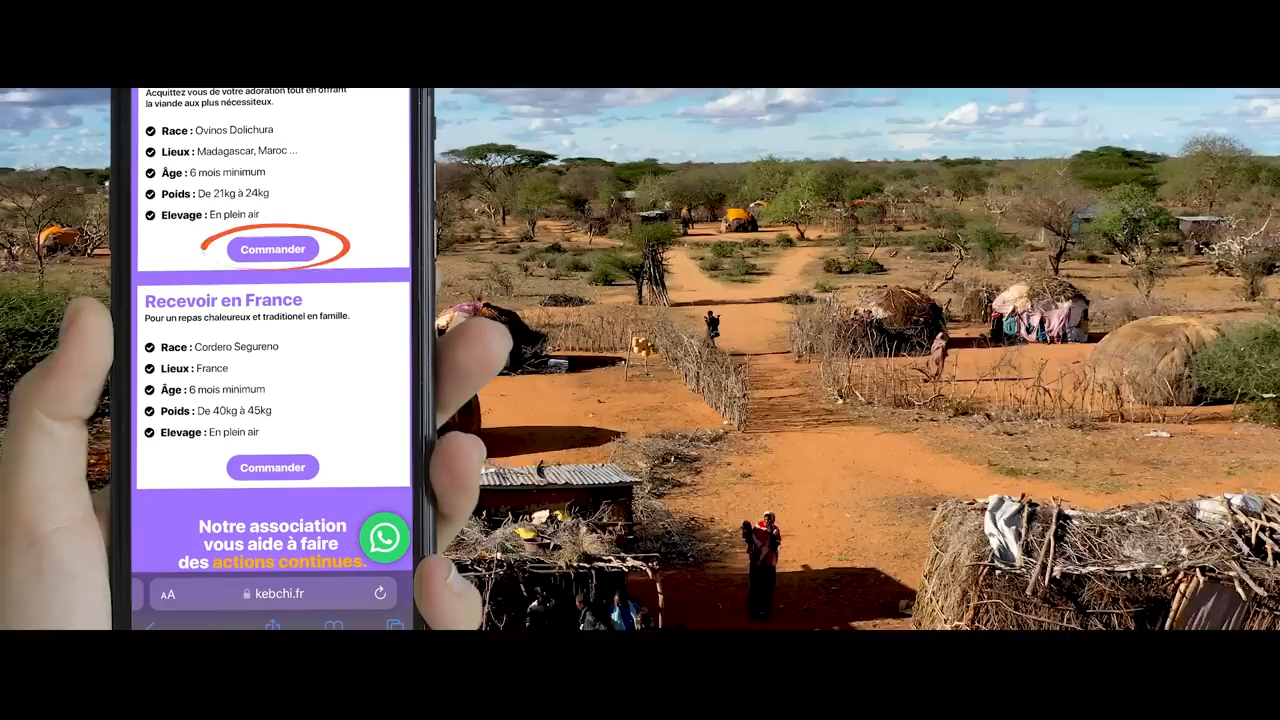 Acquittez vous de votre adoration tout en offrant
la viande aux plus nécessiteux.
Race : Ovinos Dolichura
Lieux : Madagascar, Maroc ...
Âge : 6 mois minimum
Poids : De 21kg à 24kg
Elevage : En plein air
Commander
Recevoir en France
Pour un repas chaleureux et traditionel en famille.
Race : Cordero Segureno
Lieux : France
Âge : 6 mois minimum
Poids : De 40kg à 45kg
Elevage : En plein air
Commander
Notre association
vous aide à faire
des actions continues.
AA kebchi.fr